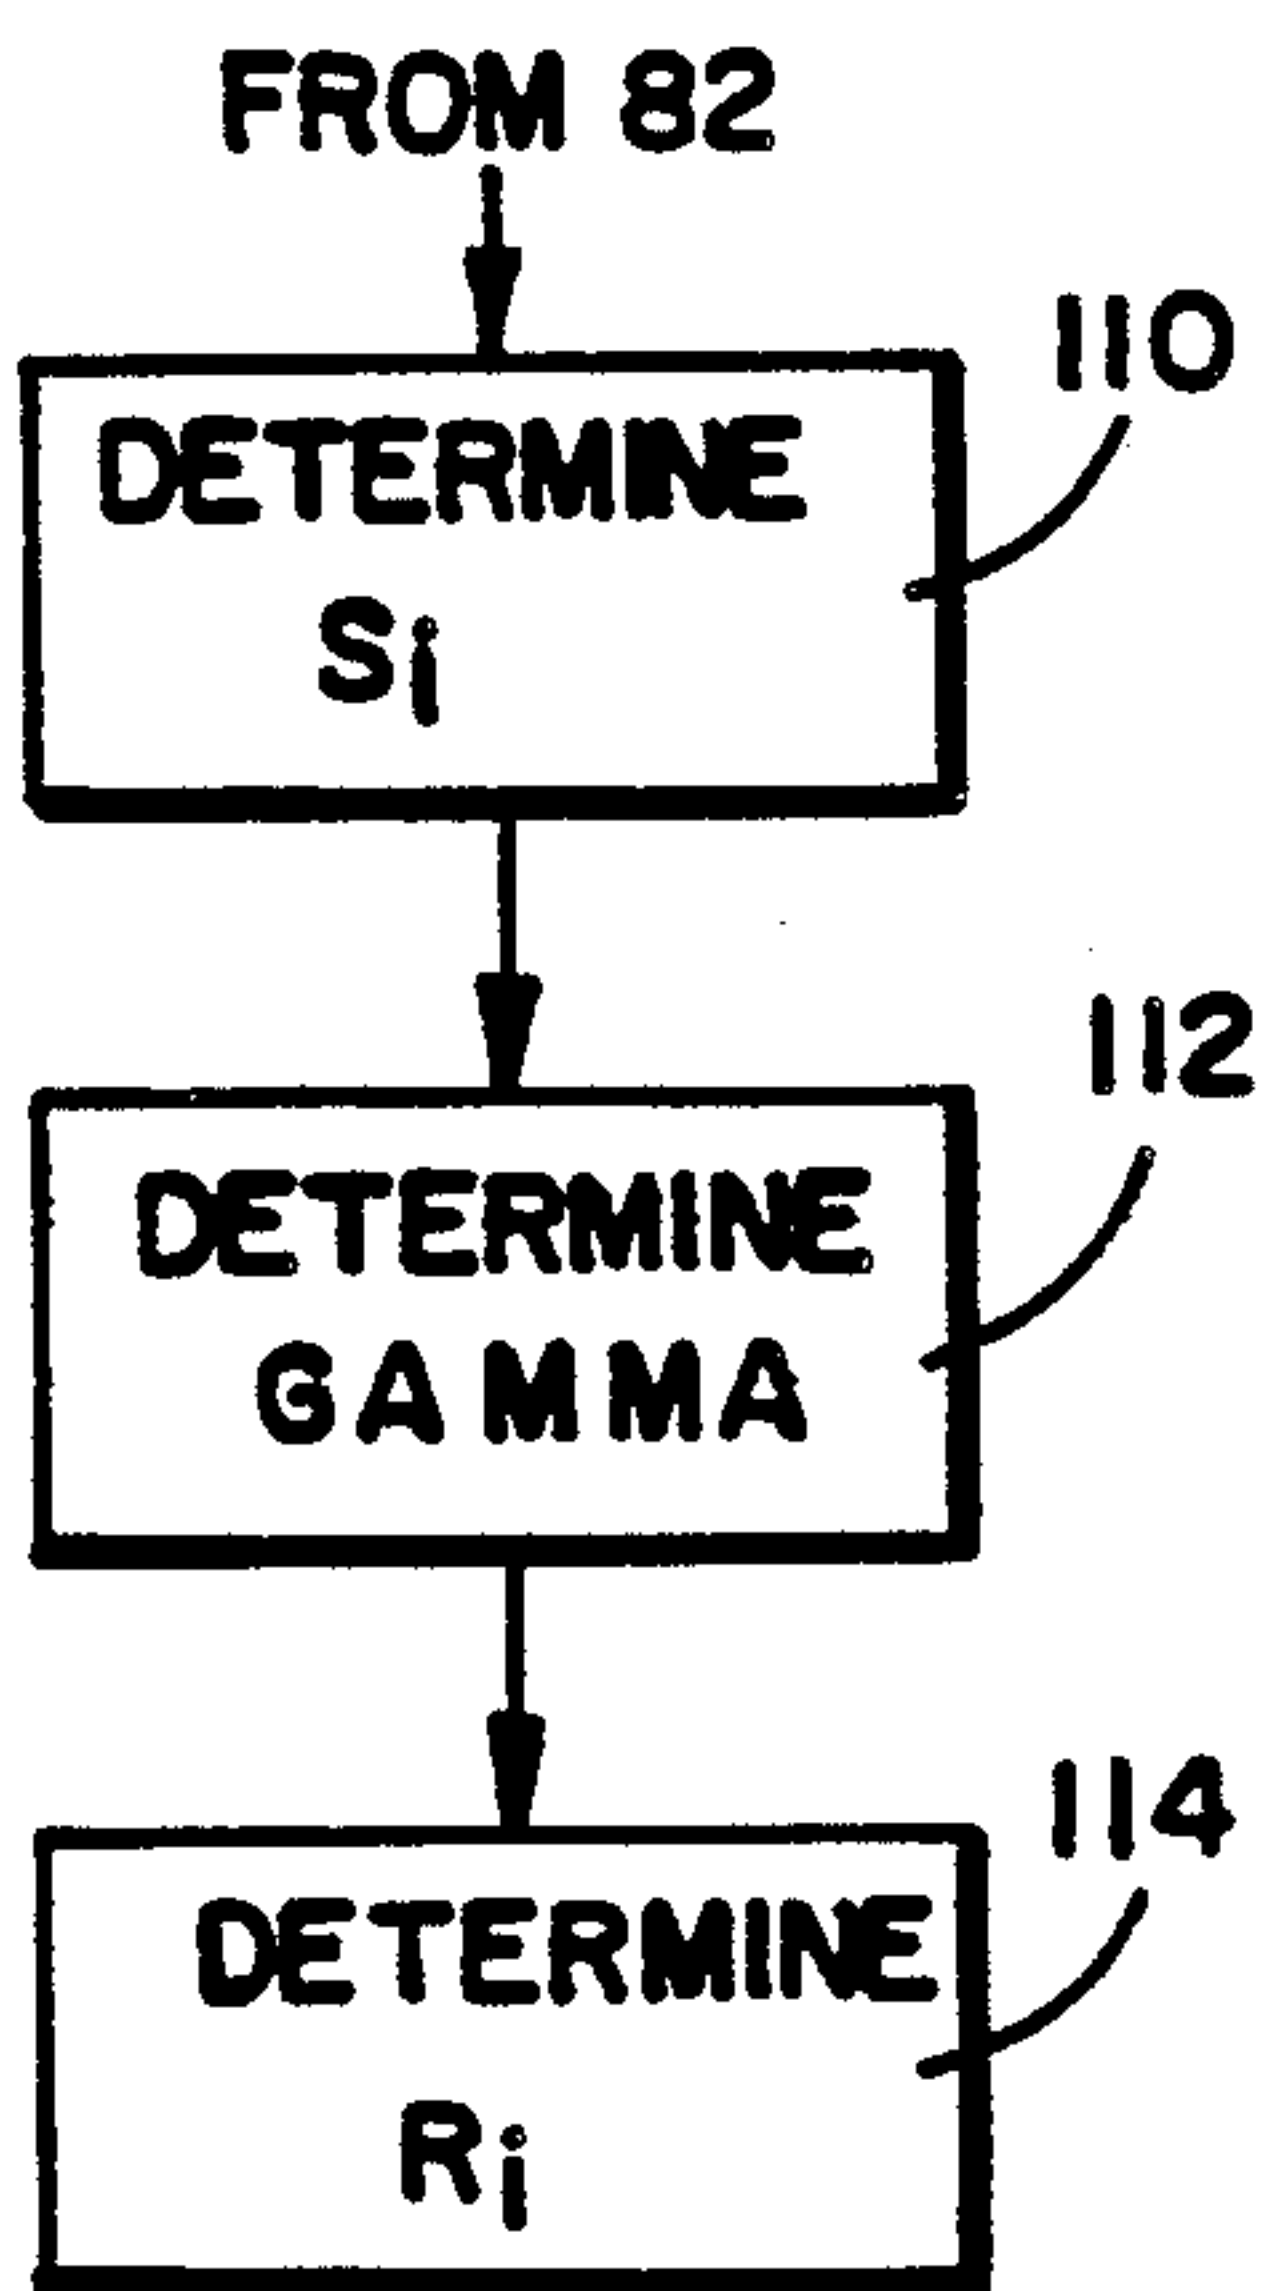 FROM 82
110
DETERMINE
Si
112
DETERMINE
GAMMA
114
DETERMINE
Ri